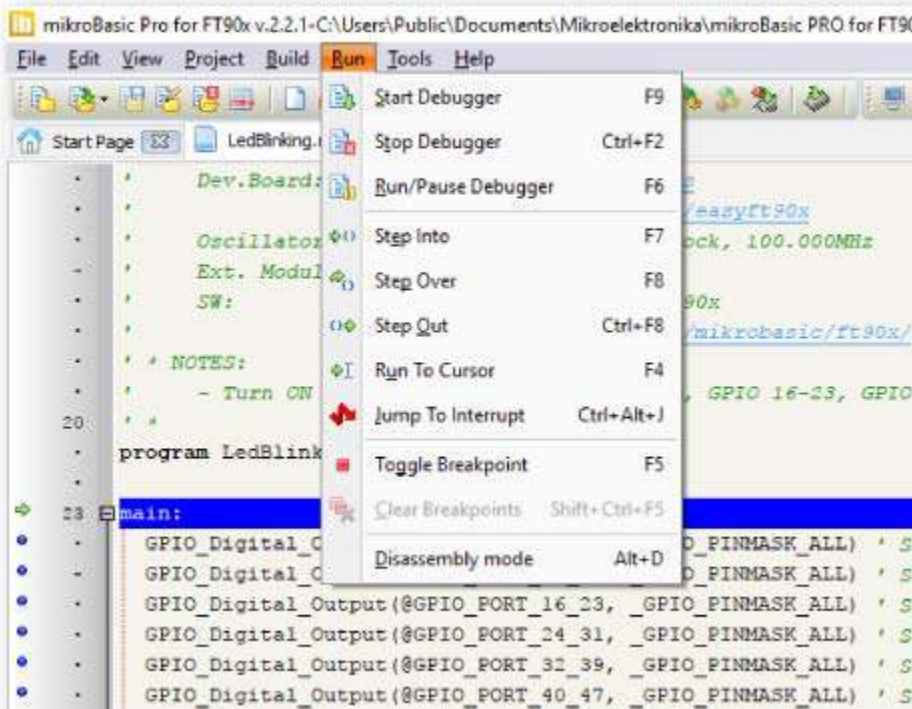 mikroBasic Pro for FT90x v.2.2.1-C:\Users\Public\Documents\Mikroelektronika\mikroBasic PRO for FT90
File Edit View Project Build Run Tools Help
Start Page LedBlinking.
Start Debugger F9
Stop Debugger Ctrl+F2
Run/Pause Debugger F6
Step Into F7
Step Over F8
Step Out Ctrl+F8
Run To Cursor F4
Jump To Interrupt Ctrl+Alt+J
Toggle Breakpoint F5
Clear Breakpoints Shift+Ctrl+F5
Disassembly mode Alt+D
' Dev.Board:
' /easyft90x
' Oscillator ock, 100.000MHz
' Ext. Modul
' SW: 90x
' /mikrobasic/ft90x/
' * NOTES:
' - Turn ON , GPIO 16-23, GPIO
20 ' *
program LedBlink
23 main:
GPIO_Digital_O O_PINMASK_ALL) ' S
GPIO_Digital_O O_PINMASK_ALL) ' S
GPIO_Digital_Output(@GPIO_PORT_16_23, _GPIO_PINMASK_ALL) ' S
GPIO_Digital_Output(@GPIO_PORT_24_31, _GPIO_PINMASK_ALL) ' S
GPIO_Digital_Output(@GPIO_PORT_32_39, _GPIO_PINMASK_ALL) ' S
GPIO_Digital_Output(@GPIO_PORT_40_47, _GPIO_PINMASK_ALL) ' S